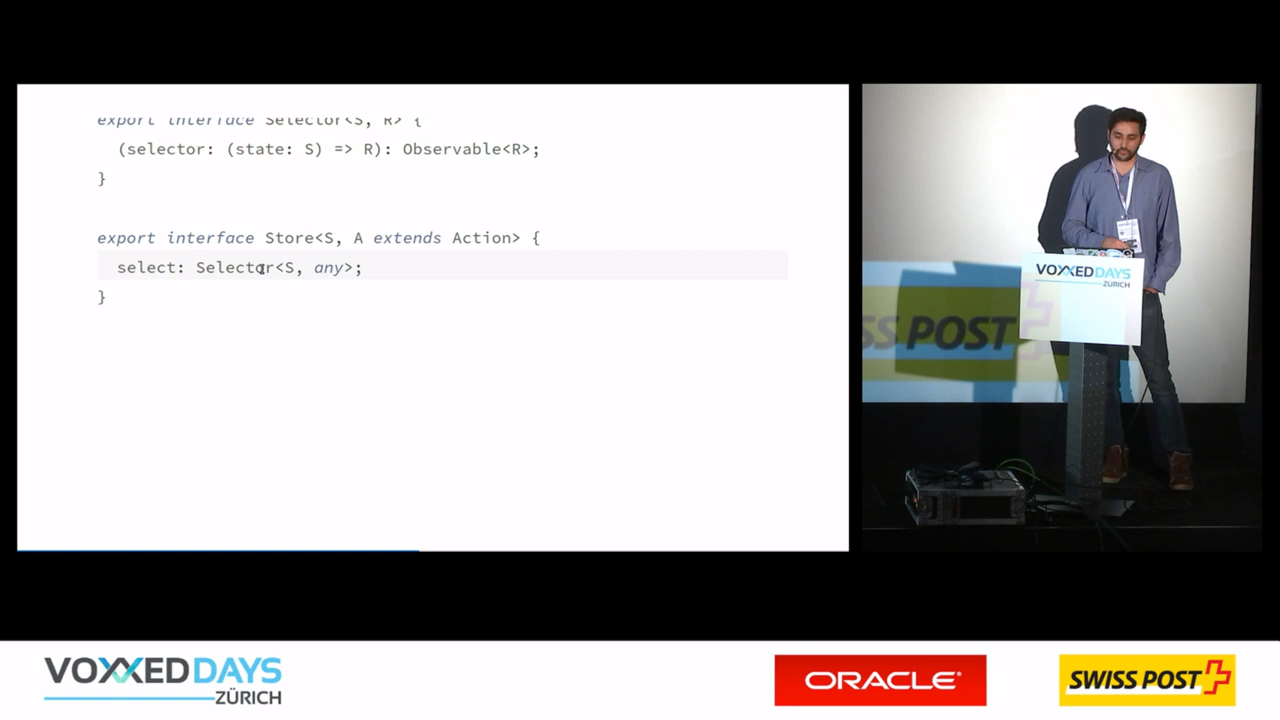 export interface Selector<S, R> {
(selector: (state: S) => R): Observable<R>;
}
export interface Store<S, A extends Action> {
select: Selector<S, any>;
}
VOXXED DAYS
ZÜRICH
SS POST
VOXXED DAYS
ZÜRICH
ORACLE®
SWISS POST